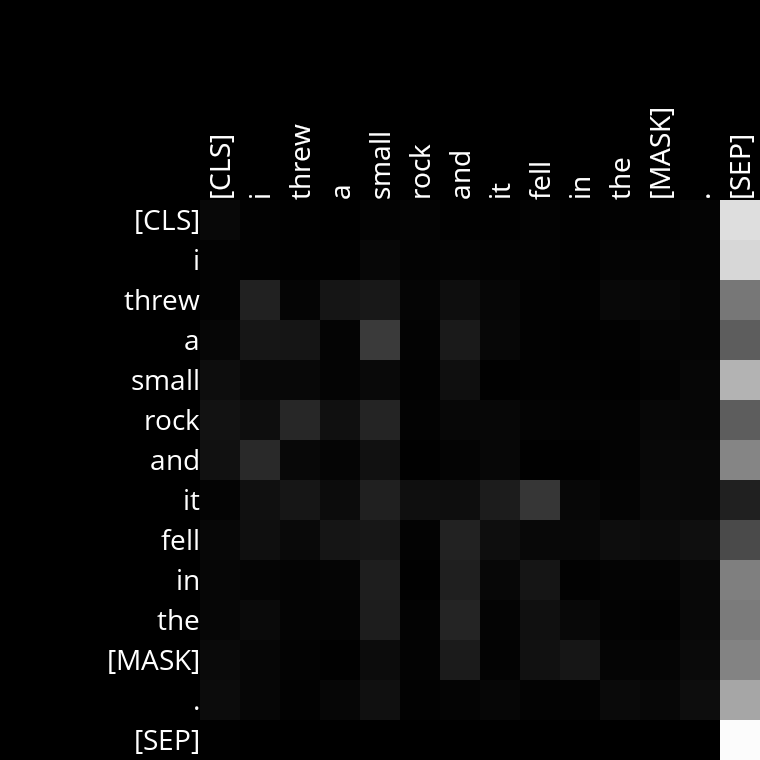 [CLS] i threw a small rock and it fell in the [MASK] . [SEP]
[CLS]
i
threw
a
small
rock
and
it
fell
in
the
[MASK]
.
[SEP]